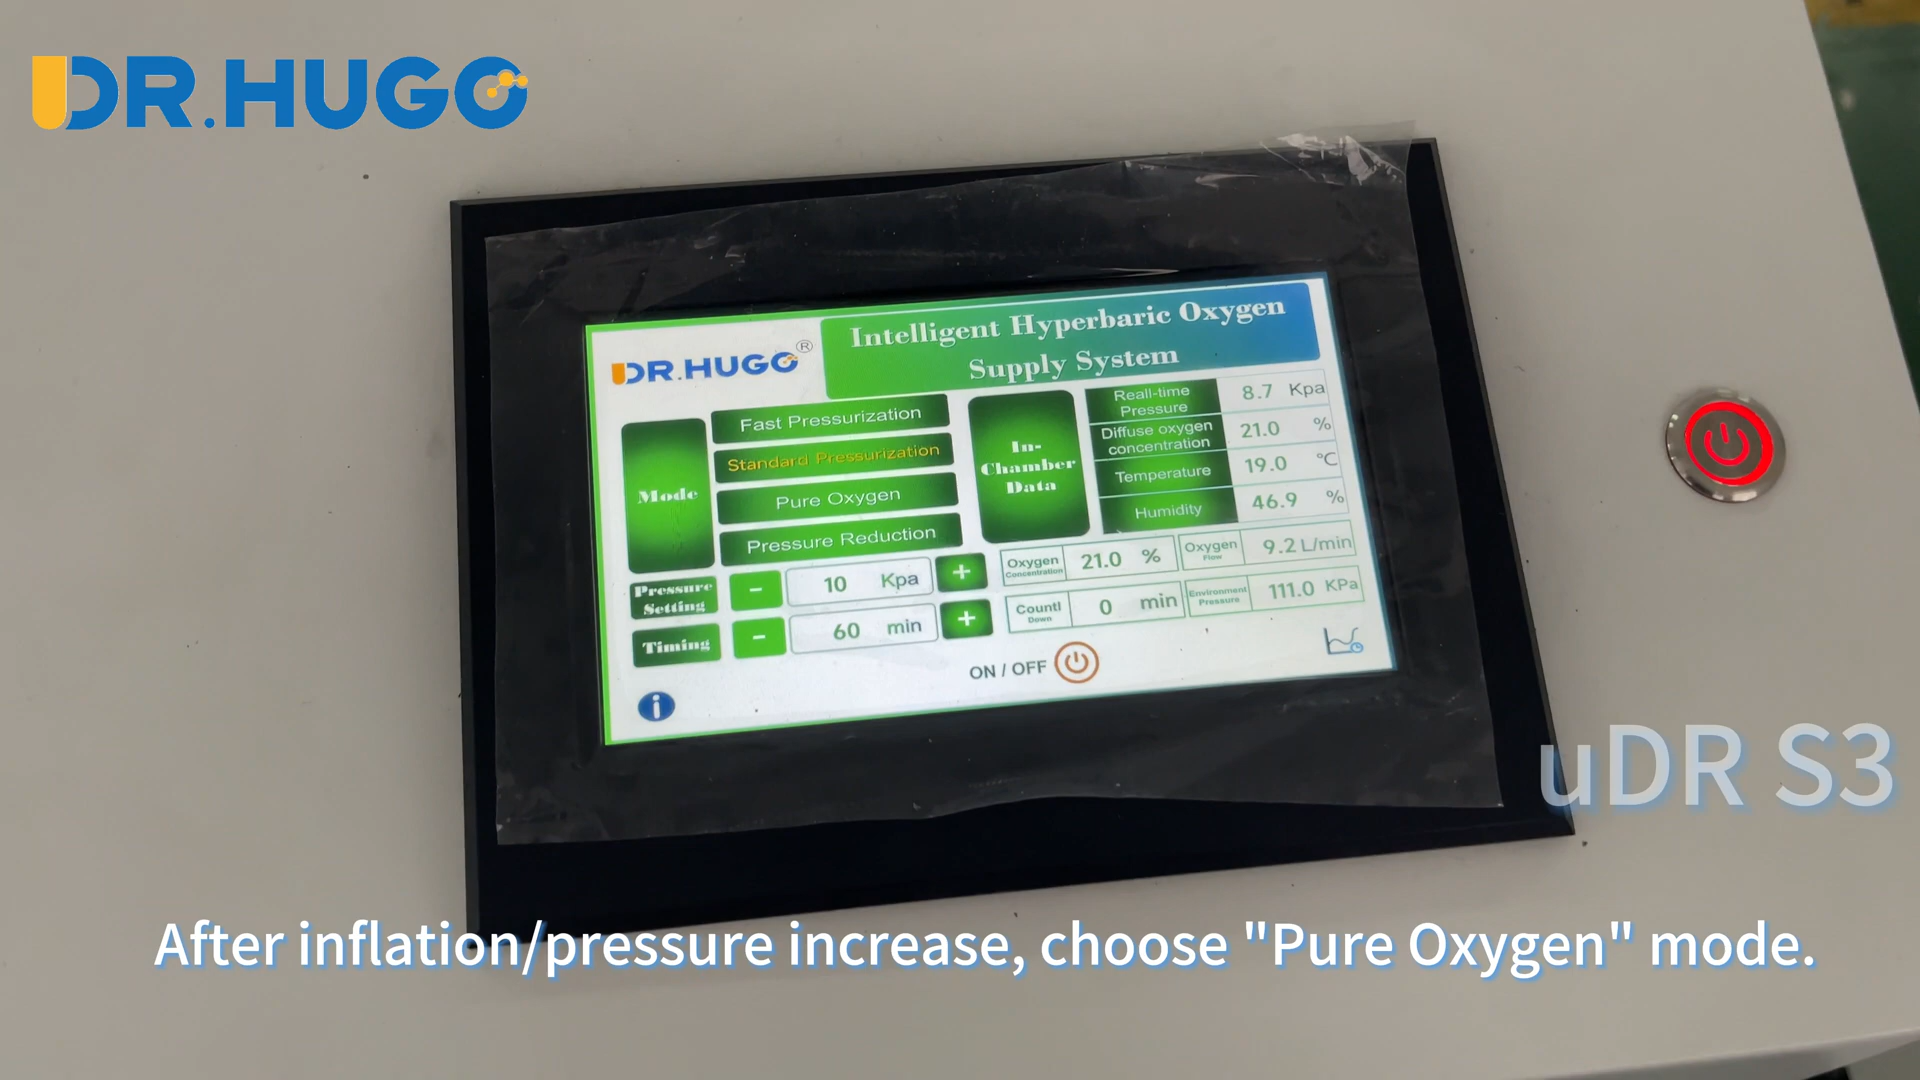 DR.HUGO
DR.HUGO®
Intelligent Hyperbaric Oxygen
Supply System
Mode
Fast Pressurization
Standard Pressurization
Pure Oxygen
Pressure Reduction
In-
Chamber
Data
Reall-time
Pressure
8.7 Kpa
Diffuse oxygen
concentration
21.0 %
Temperature
19.0 °C
Humidity
46.9 %
Pressure
Setting
- 10 Kpa +
Timing
- 60 min +
Oxygen
Concentration
21.0 %
Oxygen
Flow
9.2 L/min
Countl
Down
0 min
Environment
Pressure
111.0 KPa
ON / OFF
i
uDR S3
After inflation/pressure increase, choose "Pure Oxygen" mode.